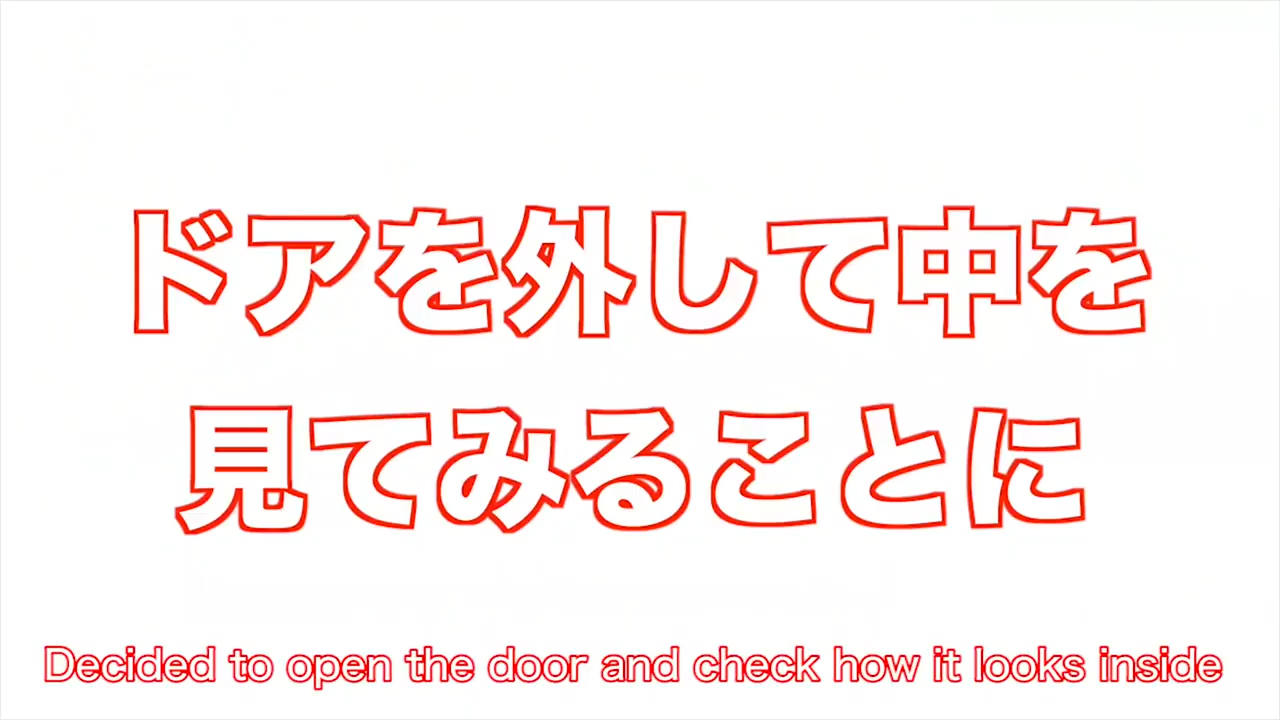 ドアを外して中を
見てみることに
Decided to open the door and check how it looks inside